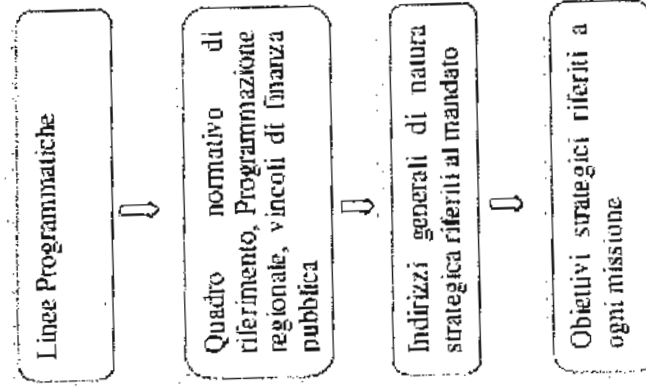 Linee Programmatiche
Quadro normativo di
riferimento, Programmazione
regionale, vincoli di finanza
pubblica
Indirizzi generali di natura
strategica riferiti al mandato
Obiettivi strategici riferiti a
ogni missione